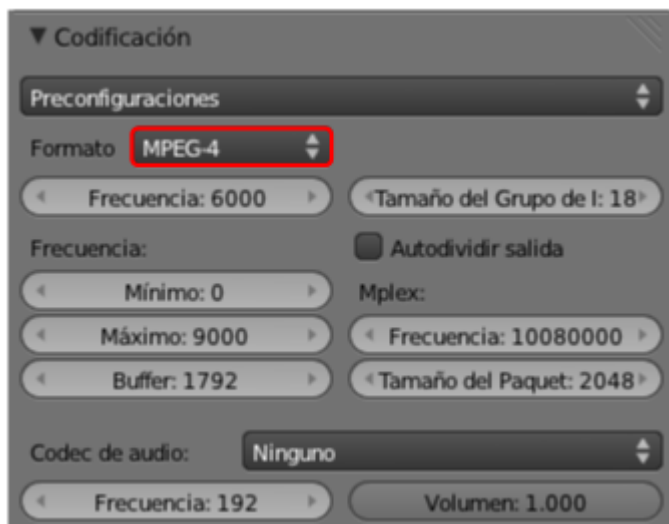 Codificación
Preconfiguraciones
Formato MPEG-4
Frecuencia: 6000 Tamaño del Grupo de I: 18
Frecuencia: Autodividir salida
Mínimo: 0 Mplex:
Máximo: 9000 Frecuencia: 10080000
Buffer: 1792 Tamaño del Paquet: 2048
Codec de audio: Ninguno
Frecuencia: 192 Volumen: 1.000